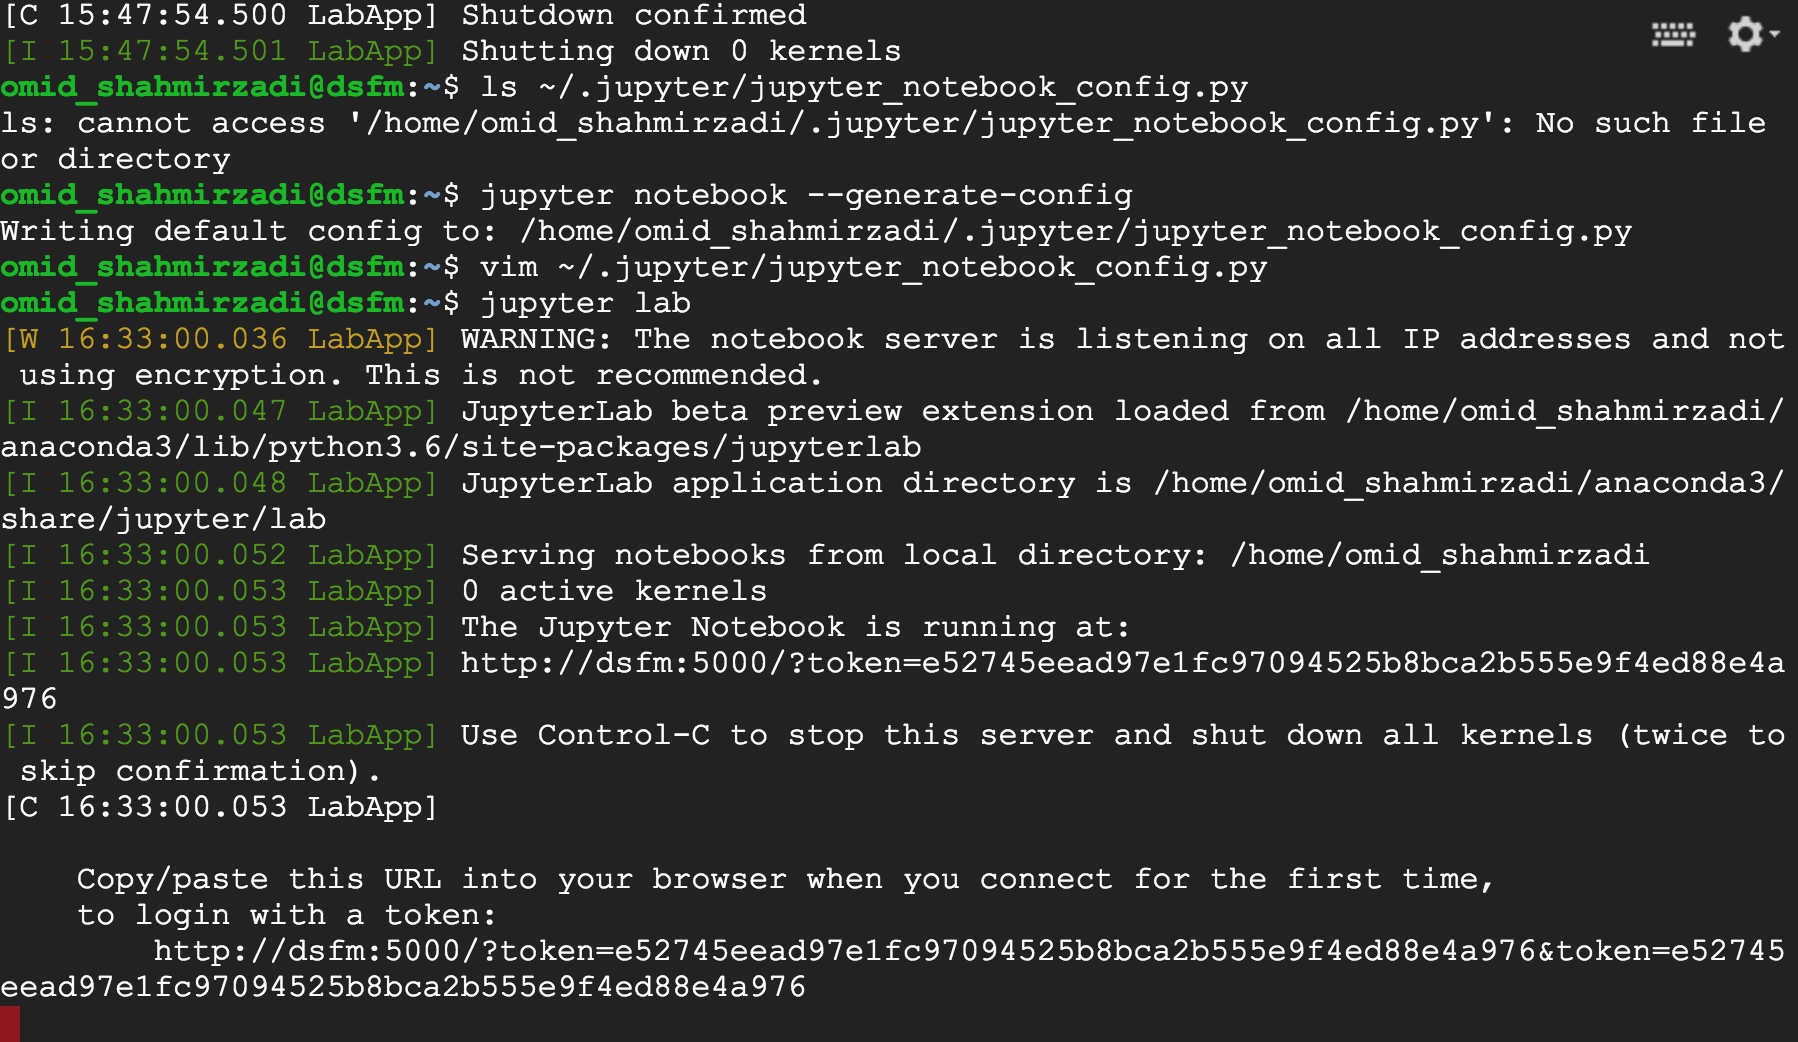 [C 15:47:54.500 LabApp] Shutdown confirmed
[I 15:47:54.501 LabApp] Shutting down 0 kernels
omid_shahmirzadi@dsfm:~$ ls ~/.jupyter/jupyter_notebook_config.py
ls: cannot access '/home/omid_shahmirzadi/.jupyter/jupyter_notebook_config.py': No such file
or directory
omid_shahmirzadi@dsfm:~$ jupyter notebook --generate-config
Writing default config to: /home/omid_shahmirzadi/.jupyter/jupyter_notebook_config.py
omid_shahmirzadi@dsfm:~$ vim ~/.jupyter/jupyter_notebook_config.py
omid_shahmirzadi@dsfm:~$ jupyter lab
[W 16:33:00.036 LabApp] WARNING: The notebook server is listening on all IP addresses and not
 using encryption. This is not recommended.
[I 16:33:00.047 LabApp] JupyterLab beta preview extension loaded from /home/omid_shahmirzadi/
anaconda3/lib/python3.6/site-packages/jupyterlab
[I 16:33:00.048 LabApp] JupyterLab application directory is /home/omid_shahmirzadi/anaconda3/
share/jupyter/lab
[I 16:33:00.052 LabApp] Serving notebooks from local directory: /home/omid_shahmirzadi
[I 16:33:00.053 LabApp] 0 active kernels
[I 16:33:00.053 LabApp] The Jupyter Notebook is running at:
[I 16:33:00.053 LabApp] http://dsfm:5000/?token=e52745eead97e1fc97094525b8bca2b555e9f4ed88e4a
976
[I 16:33:00.053 LabApp] Use Control-C to stop this server and shut down all kernels (twice to
 skip confirmation).
[C 16:33:00.053 LabApp]
    Copy/paste this URL into your browser when you connect for the first time,
    to login with a token:
        http://dsfm:5000/?token=e52745eead97e1fc97094525b8bca2b555e9f4ed88e4a976&token=e52745
eead97e1fc97094525b8bca2b555e9f4ed88e4a976